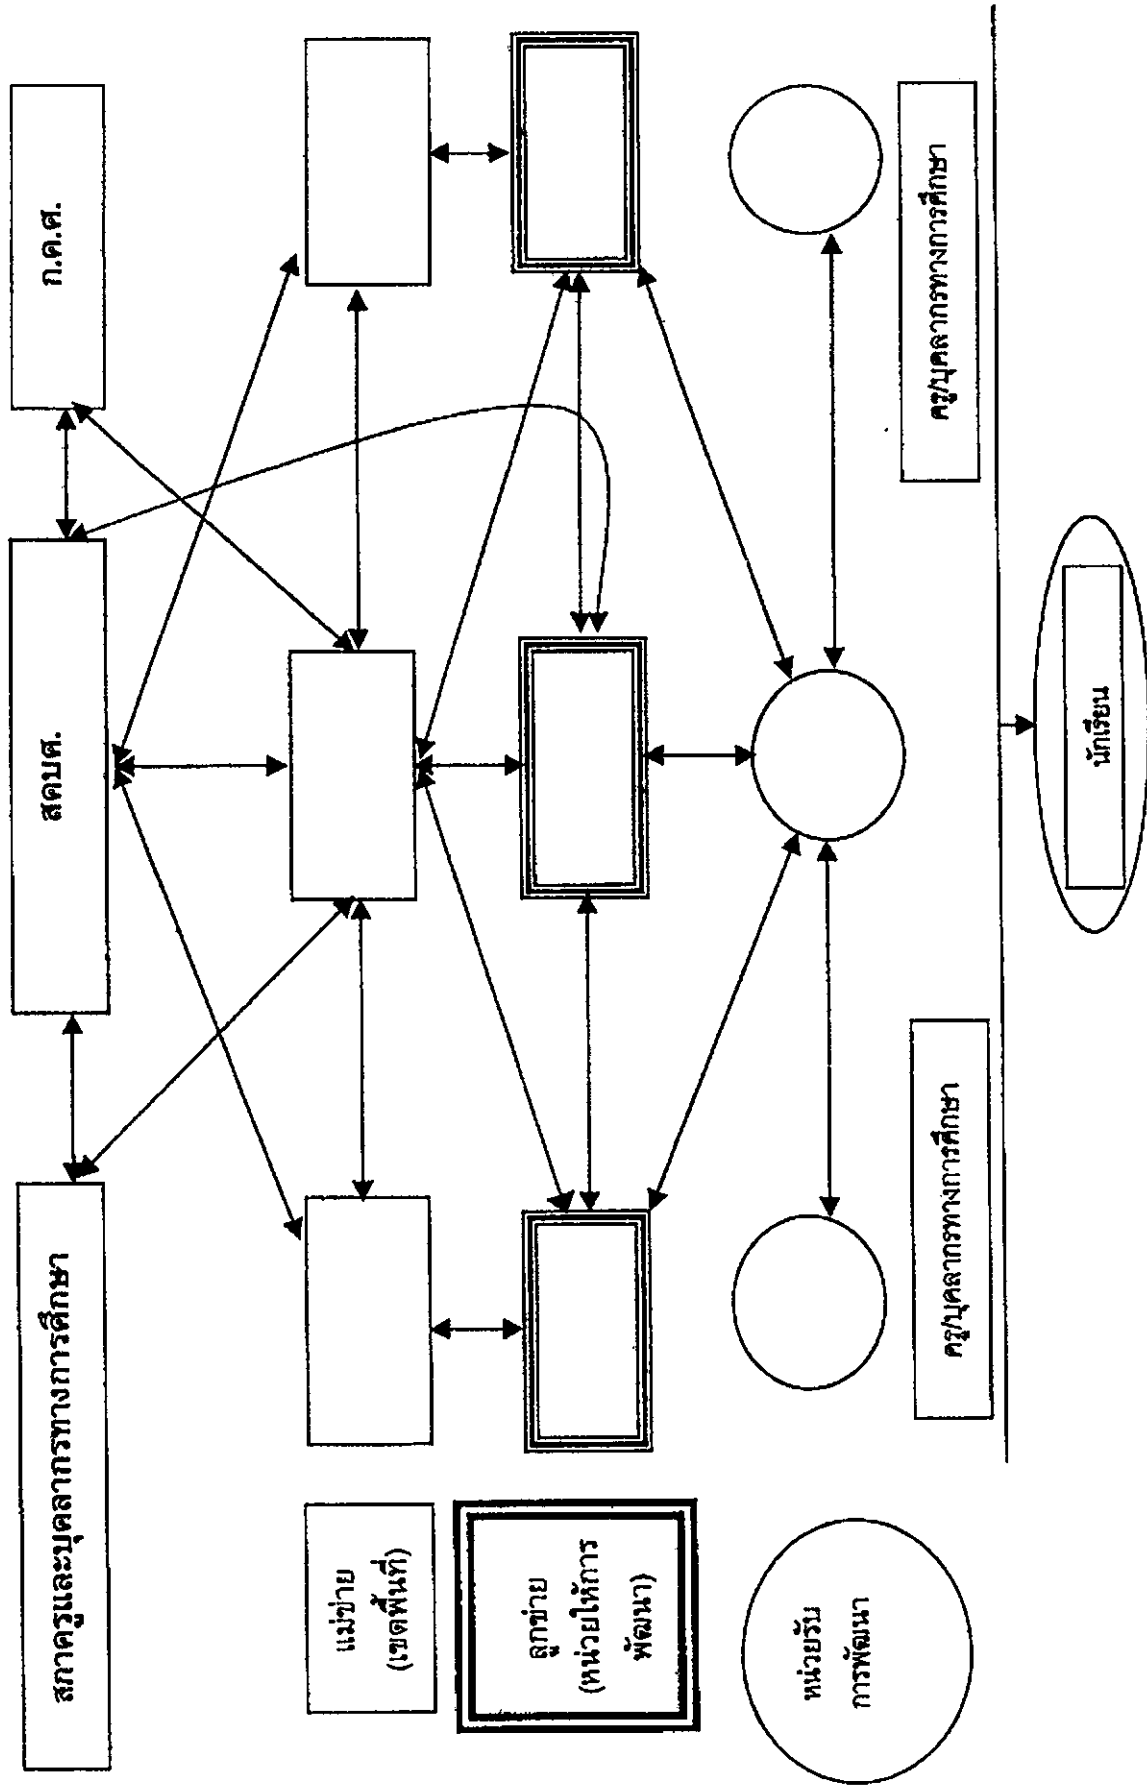 สภาครูและบุคลากรทางการศึกษา
สคบศ.
ก.ค.ศ.
แม่ข่าย
(เขตพื้นที่)
ลูกข่าย
(หน่วยให้การ
พัฒนา)
หน่วยรับ
การพัฒนา
ครู/บุคลากรทางการศึกษา
ครู/บุคลากรทางการศึกษา
นักเรียน